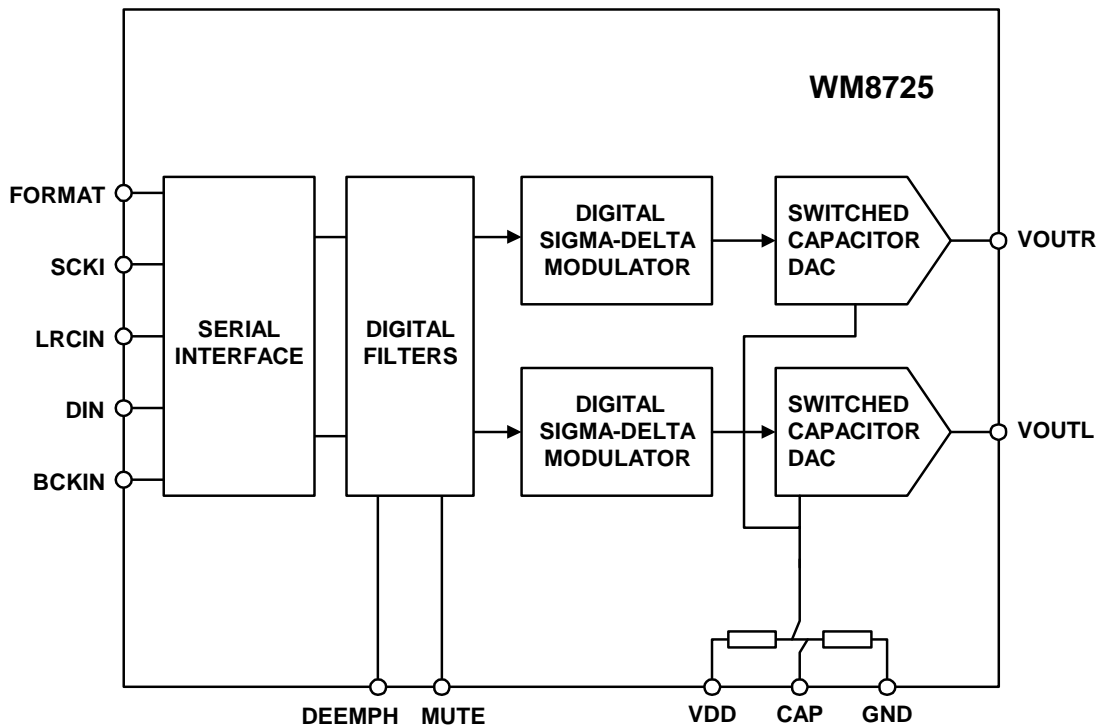 WM8725
FORMAT
SCKI
LRCIN
DIN
BCKIN
SERIAL
INTERFACE
DIGITAL
FILTERS
DIGITAL
SIGMA-DELTA
MODULATOR
SWITCHED
CAPACITOR
DAC
VOUTR
DIGITAL
SIGMA-DELTA
MODULATOR
SWITCHED
CAPACITOR
DAC
VOUTL
DEEMPH
MUTE
VDD
CAP
GND